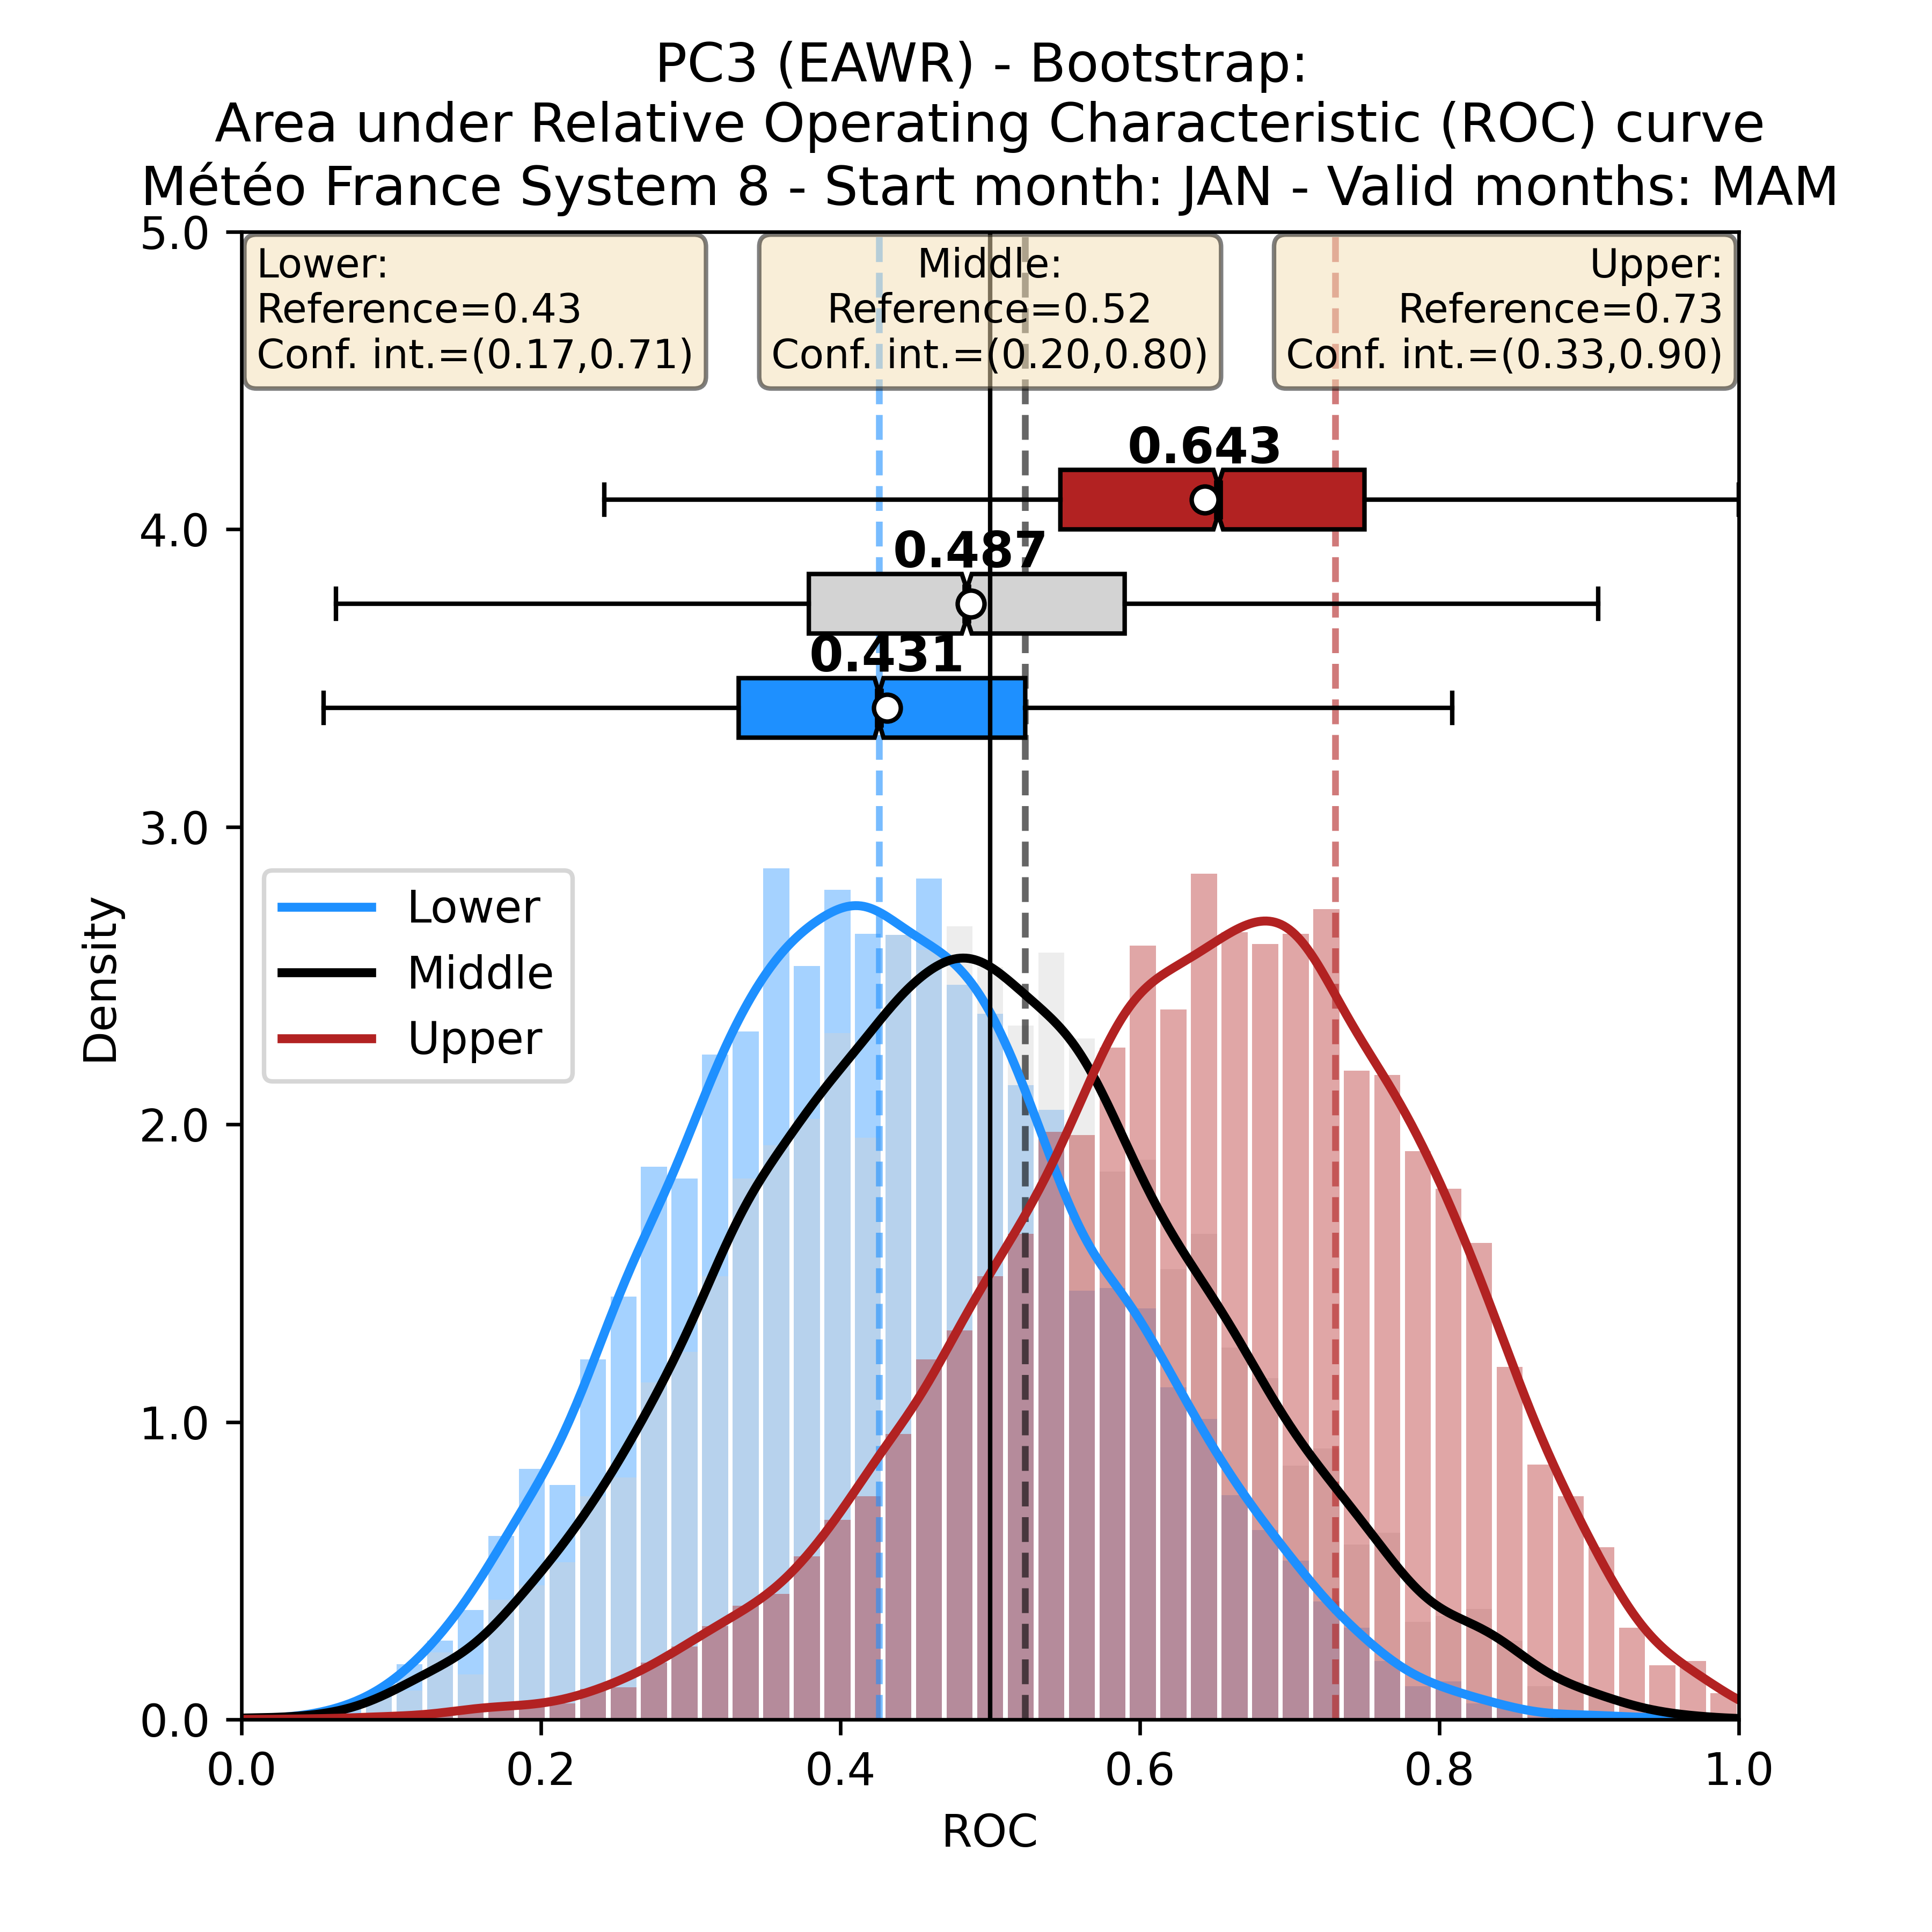 PC3 (EAWR) - Bootstrap:
Area under Relative Operating Characteristic (ROC) curve
Météo France System 8 - Start month: JAN - Valid months: MAM
5.0
Lower:
Reference=0.43
Conf. int.=(0.17,0.71)
Middle:
Reference=0.52
Conf. int.=(0.20,0.80)
Upper:
Reference=0.73
Conf. int.=(0.33,0.90)
0.643
4.0
0.487
0.431
3.0
Lower
Middle
Upper
Density
2.0
1.0
0.0
0.0 0.2 0.4 0.6 0.8 1.0
ROC